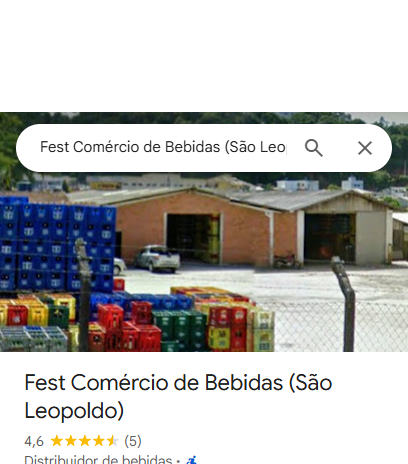 Fest Comércio de Bebidas (São Leo
Fest Comércio de Bebidas (São
Leopoldo)
4,6 (5)
Distribuidor de bebidas ·